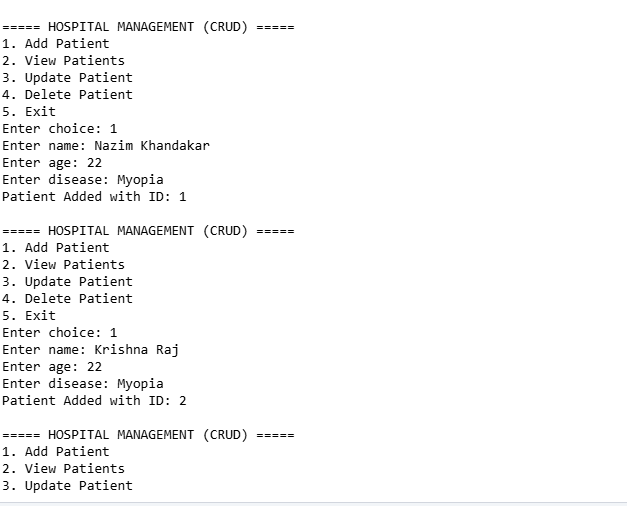 ===== HOSPITAL MANAGEMENT (CRUD) =====
1. Add Patient
2. View Patients
3. Update Patient
4. Delete Patient
5. Exit
Enter choice: 1
Enter name: Nazim Khandakar
Enter age: 22
Enter disease: Myopia
Patient Added with ID: 1
===== HOSPITAL MANAGEMENT (CRUD) =====
1. Add Patient
2. View Patients
3. Update Patient
4. Delete Patient
5. Exit
Enter choice: 1
Enter name: Krishna Raj
Enter age: 22
Enter disease: Myopia
Patient Added with ID: 2
===== HOSPITAL MANAGEMENT (CRUD) =====
1. Add Patient
2. View Patients
3. Update Patient